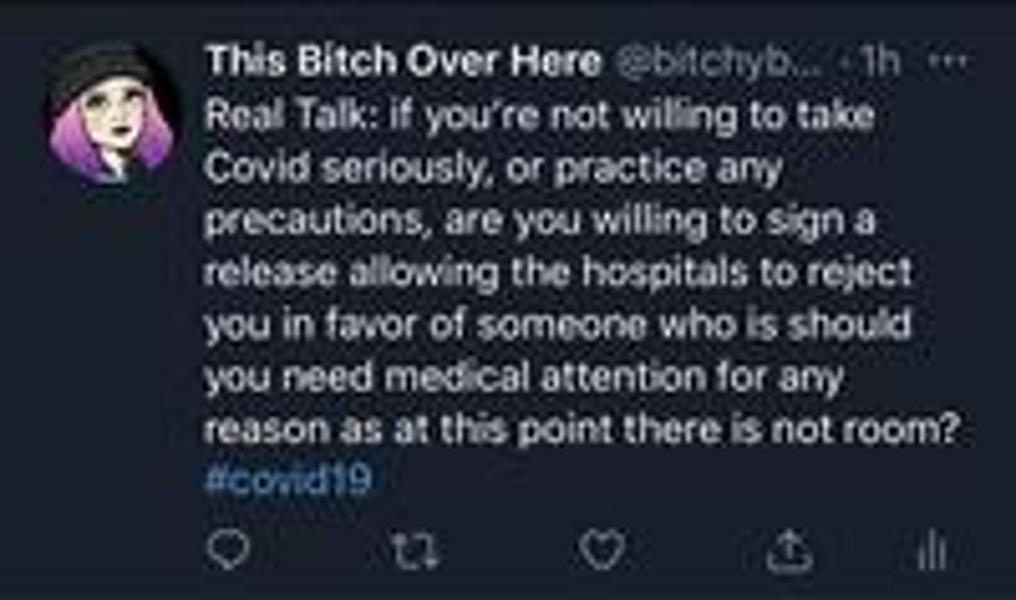 This Bitch Over Here @bitchyb... · 1h
Real Talk: if you're not willing to take
Covid seriously, or practice any
precautions, are you willing to sign a
release allowing the hospitals to reject
you in favor of someone who is should
you need medical attention for any
reason as at this point there is not room?
#covid19